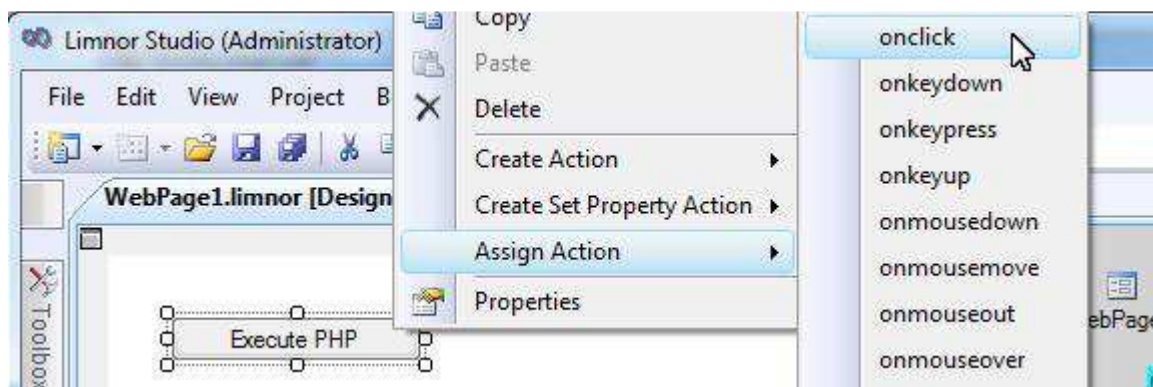 Limnor Studio (Administrator)
File Edit View Project B
WebPage1.limnor [Design
Toolbox
Execute PHP
Copy
Paste
Delete
Create Action
Create Set Property Action
Assign Action
Properties
onclick
onkeydown
onkeypress
onkeyup
onmousedown
onmousemove
onmouseout
onmouseover
ebPage